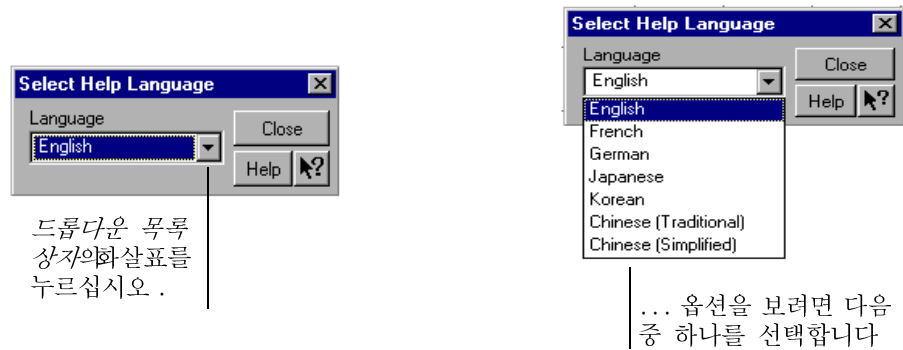 Select Help Language
Language
English
Close
Help
?
드롭다운 목록
상자의화살표를
누르십시오 .
Select Help Language
Language
English
Close
Help
?
English
French
German
Japanese
Korean
Chinese (Traditional)
Chinese (Simplified)
... 옵션을 보려면 다음
중 하나를 선택합니다